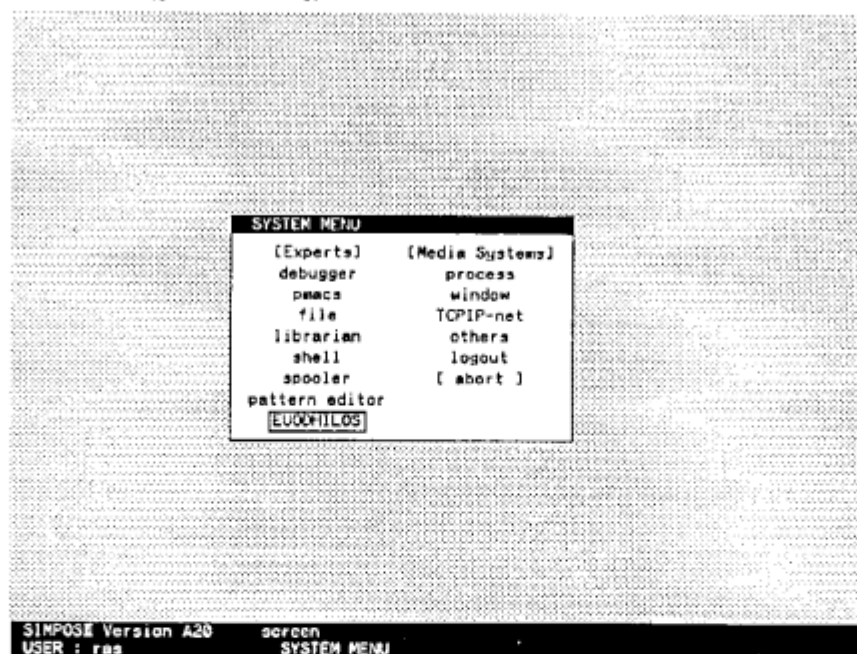 SYSTEM MENU
[Experts] [Media Systems]
debugger process
pmacs window
file TCPIP-net
librarian others
shell logout
spooler [ abort ]
pattern editor
EUODHILOS
SIMPOSⅡ Version A20 screen
USER : ras SYSTEM MENU